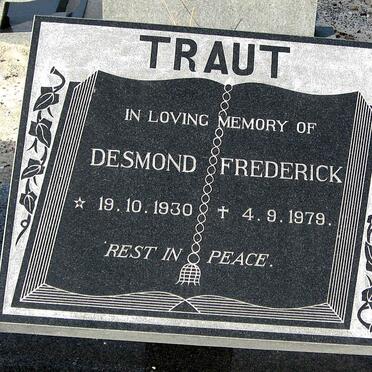 TRAUT
IN LOVING MEMORY OF
DESMOND FREDERICK
☆ 19.10.1930 ✝ 4.9.1979.
REST IN PEACE.